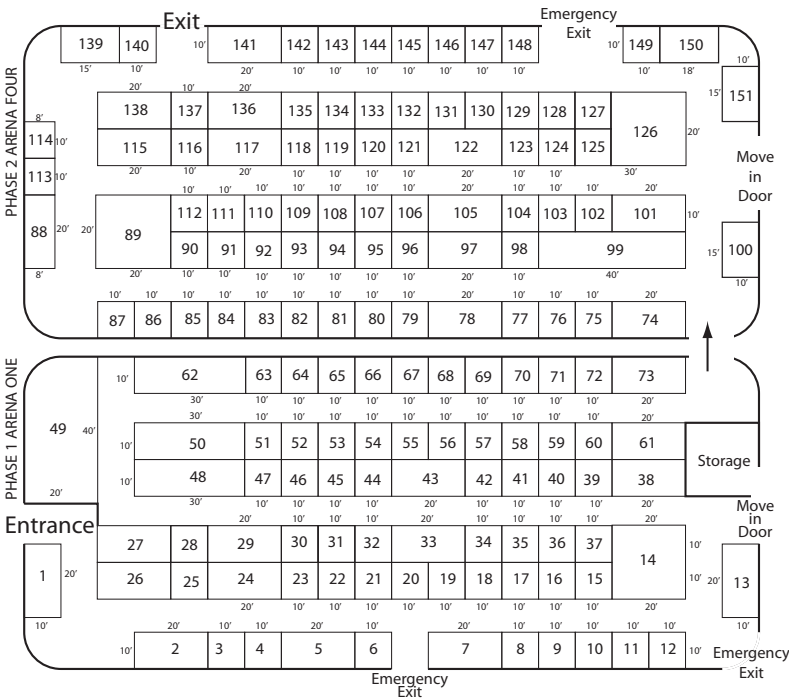 Exit
Emergency
Exit
139 140 10' 141 142 143 144 145 146 147 148 10' 149 150
15' 10' 20' 10' 10' 10' 10' 10' 10' 10' 10' 18' 10'
15' 151
PHASE 2 ARENA FOUR
20' 20'
138 137 136 135 134 133 132 131 130 129 128 127
126 20'
115 116 117 118 119 120 121 122 123 124 125
20' 10' 20' 10' 10' 10' 10' 20' 10' 10' 10' 30'
8'
114 10'
113 10'
88 20'
8'
Move
in
Door
10' 10' 10' 10' 10' 10' 10' 20' 10' 10' 10' 20'
112 111 110 109 108 107 106 105 104 103 102 101 10'
20' 89
90 91 92 93 94 95 96 97 98 99
20' 10' 10' 10' 10' 10' 10' 10' 20' 10' 40'
15' 100
10'
10' 10' 10' 10' 10' 10' 10' 10' 10' 20' 10' 10' 10' 20'
87 86 85 84 83 82 81 80 79 78 77 76 75 74
PHASE 1 ARENA ONE
10' 62 63 64 65 66 67 68 69 70 71 72 73
30' 10' 10' 10' 10' 10' 10' 10' 10' 10' 10' 20'
30' 10' 10' 10' 10' 10' 10' 10' 10' 10' 10' 20'
49 40'
20'
10' 50 51 52 53 54 55 56 57 58 59 60 61
10' 48 47 46 45 44 43 42 41 40 39 38
30' 10' 10' 10' 10' 20' 10' 10' 10' 10' 20'
Storage
Entrance
Move
in
Door
20' 10' 10' 10' 20' 10' 10' 10' 10' 20'
27 28 29 30 31 32 33 34 35 36 37
14 10'
10'
26 25 24 23 22 21 20 19 18 17 16 15
20' 10' 10' 10' 10' 10' 10' 10' 10' 10' 20'
1 20'
10'
20' 13
10'
20' 10' 10' 20' 10' 20' 10' 10' 10' 10' 10'
10' 2 3 4 5 6 7 8 9 10 11 12 10'
Emergency
Exit
Emergency
Exit